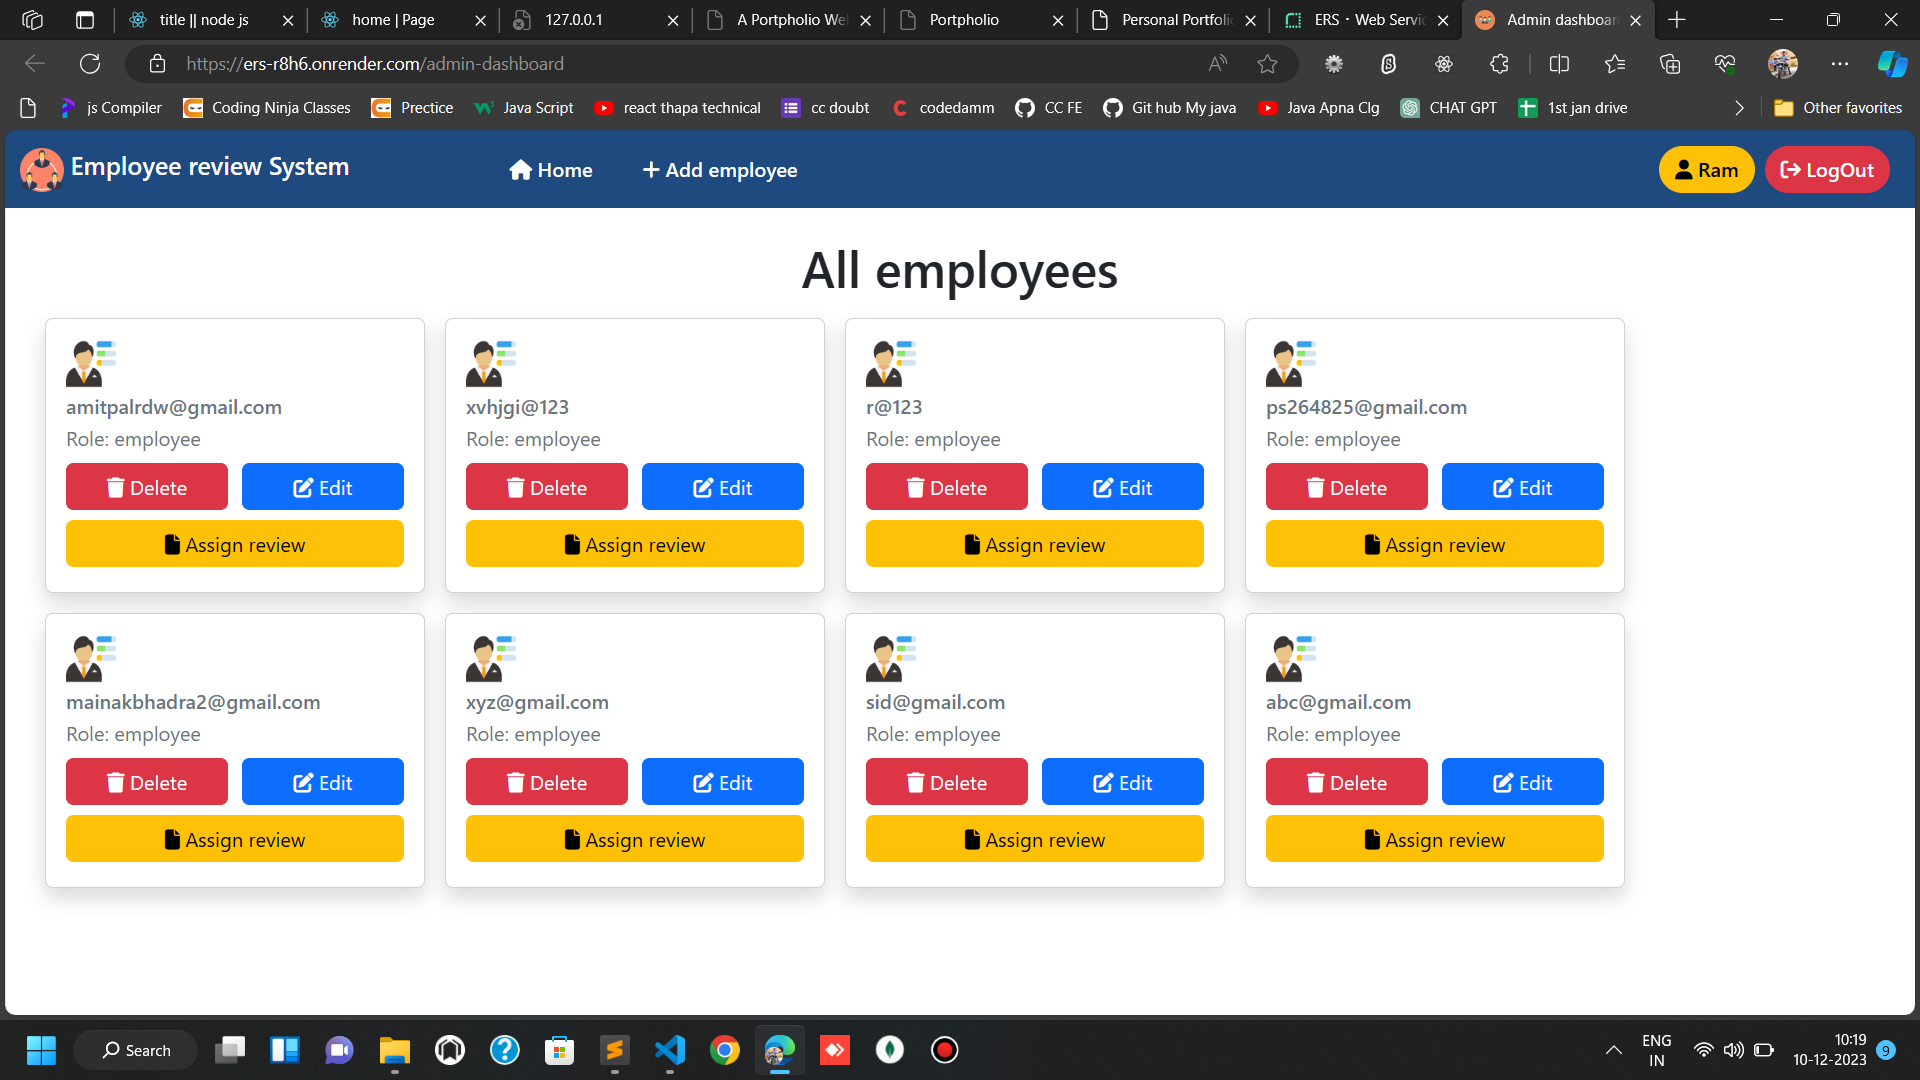 title || node js
home | Page
127.0.0.1
A Portpholio We
Portpholio
Personal Portfolio
ERS · Web Servic
Admin dashboar
https://ers-r8h6.onrender.com/admin-dashboard
js Compiler
Coding Ninja Classes
Prectice
Java Script
react thapa technical
cc doubt
codedamm
CC FE
Git hub My java
Java Apna Clg
CHAT GPT
1st jan drive
Other favorites
Employee review System
Home
Add employee
Ram
LogOut
All employees
amitpalrdw@gmail.com
Role: employee
Delete
Edit
Assign review
xvhjgi@123
Role: employee
Delete
Edit
Assign review
r@123
Role: employee
Delete
Edit
Assign review
ps264825@gmail.com
Role: employee
Delete
Edit
Assign review
mainakbhadra2@gmail.com
Role: employee
Delete
Edit
Assign review
xyz@gmail.com
Role: employee
Delete
Edit
Assign review
sid@gmail.com
Role: employee
Delete
Edit
Assign review
abc@gmail.com
Role: employee
Delete
Edit
Assign review
Search
ENG
IN
10:19
10-12-2023
9